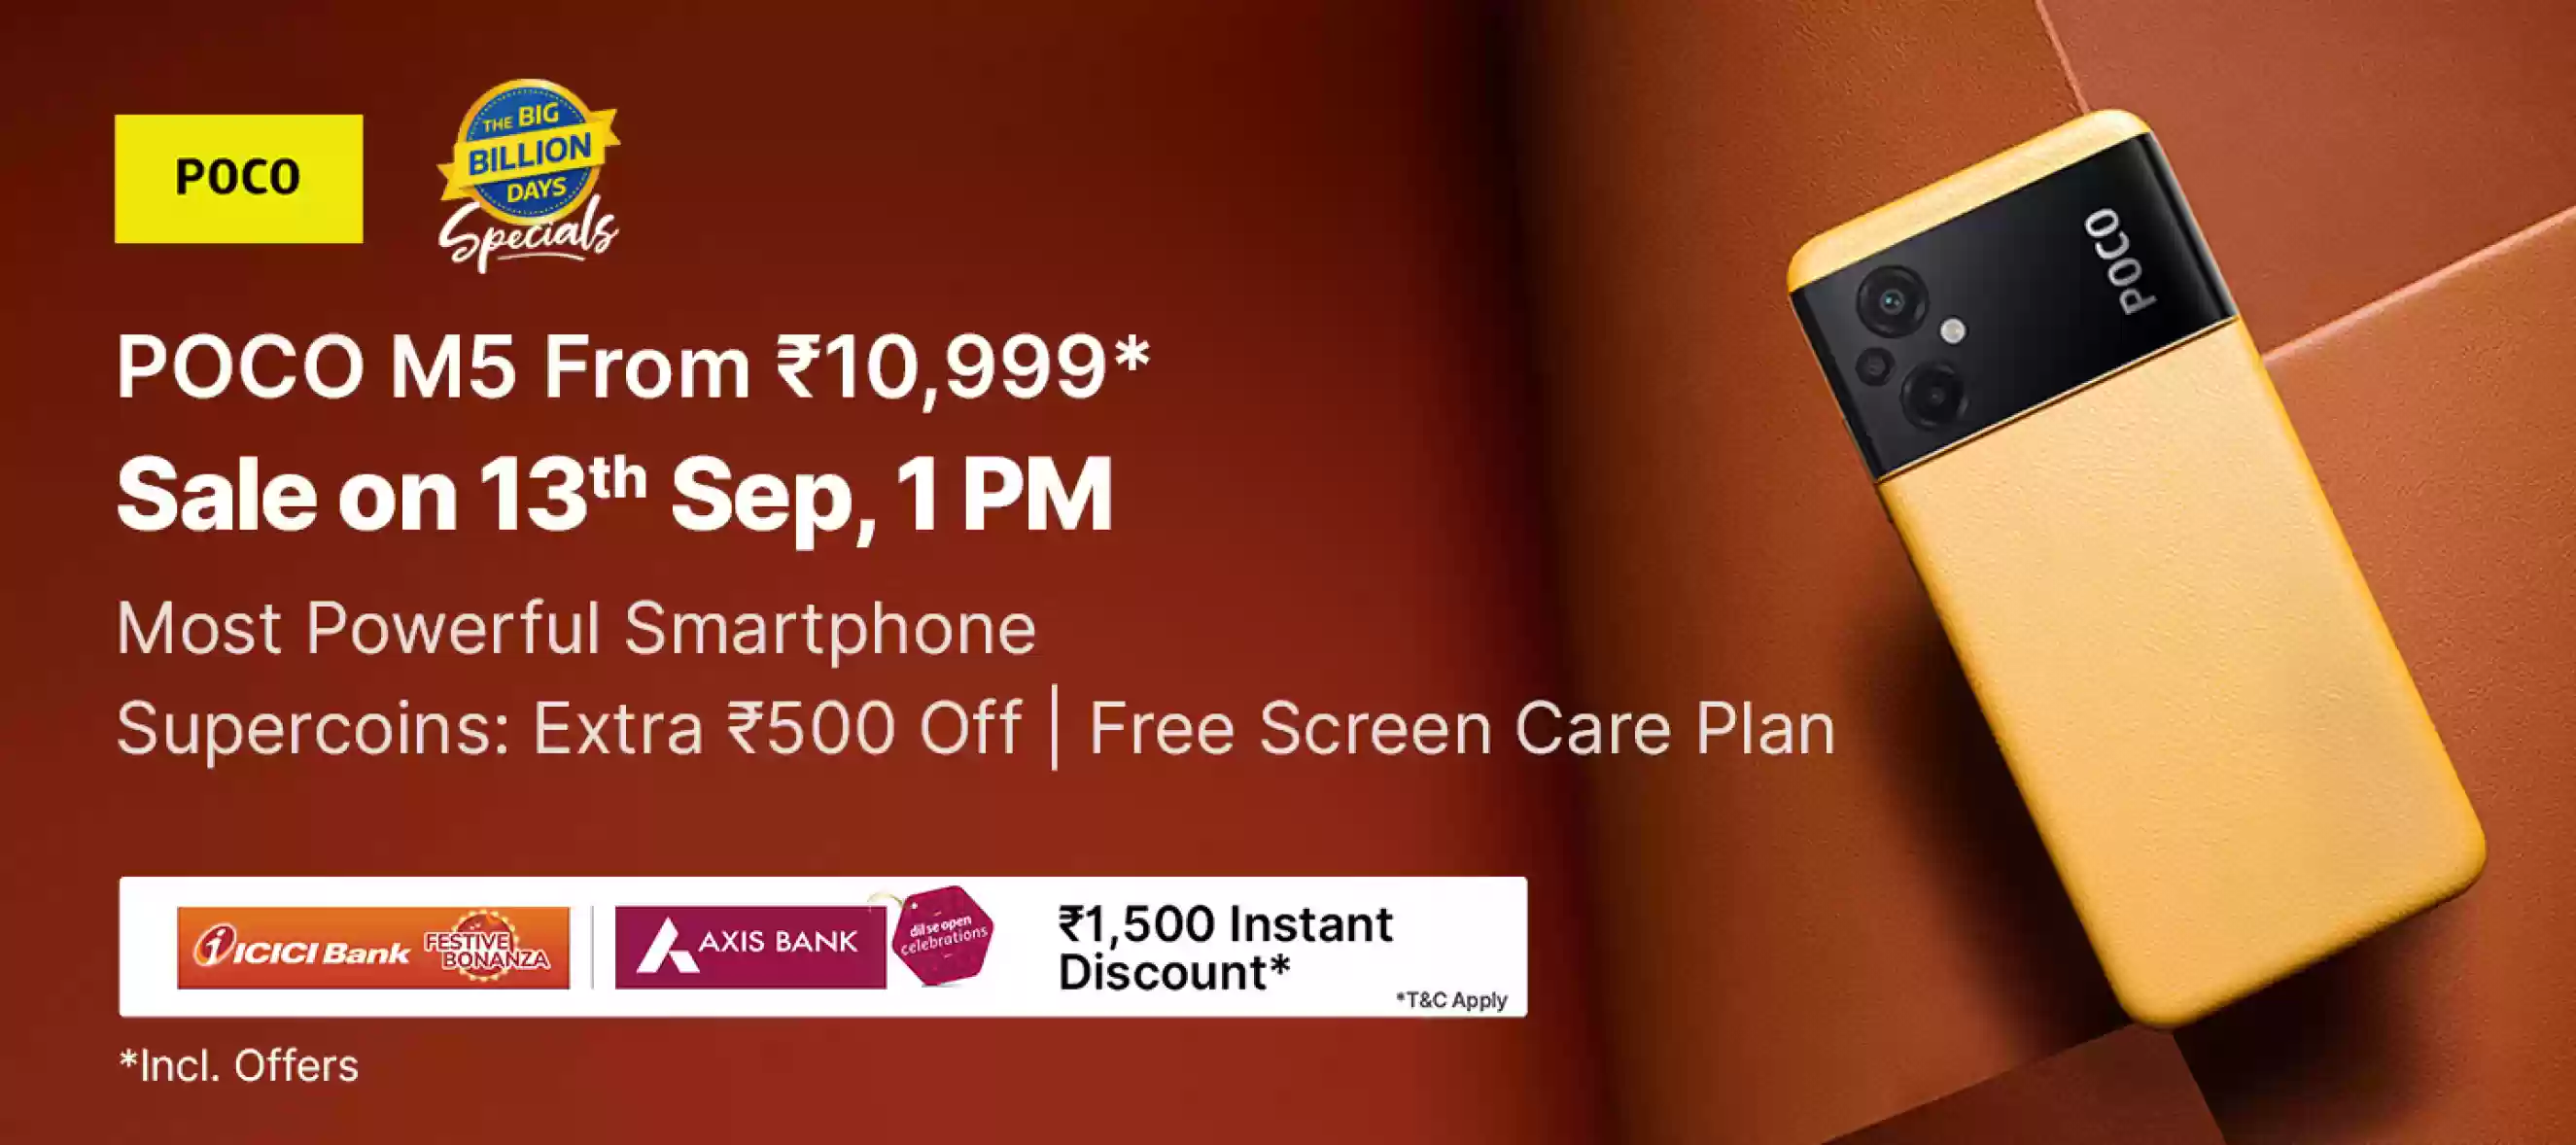 POCO
THE BIG
BILLION
DAYS
Specials
POCO M5 From ₹10,999*
Sale on 13th Sep, 1 PM
Most Powerful Smartphone
Supercoins: Extra ₹500 Off | Free Screen Care Plan
ICICI Bank
FESTIVE
BONANZA
AXIS BANK
dil se open
celebrations
₹1,500 Instant
Discount*
*T&C Apply
*Incl. Offers
POCO